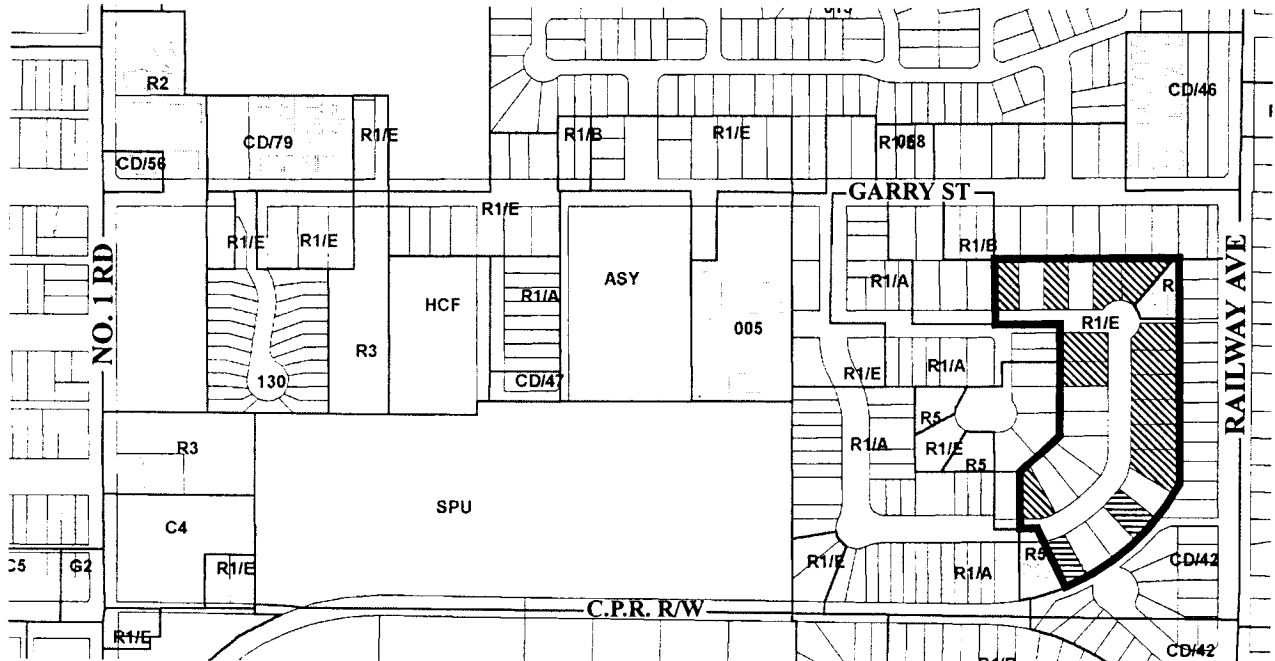 R2
CD/46
CD/79
R1/E
R1/B
R1/E
CD/56
GARRY ST
R1/E
R1/E
R1/E
R1/B
NO. 1 RD
RAILWAY AVE
ASY
R1/A
HCF
R1/A
R1/E
005
R3
R1/E
R1/A
130
CD/47
R5
R1/A
R1/E
R5
R3
SPU
C4
R5
R1/E
G2
R1/E
R1/A
CD/42
C.P.R. R/W
R1/E
CD/42